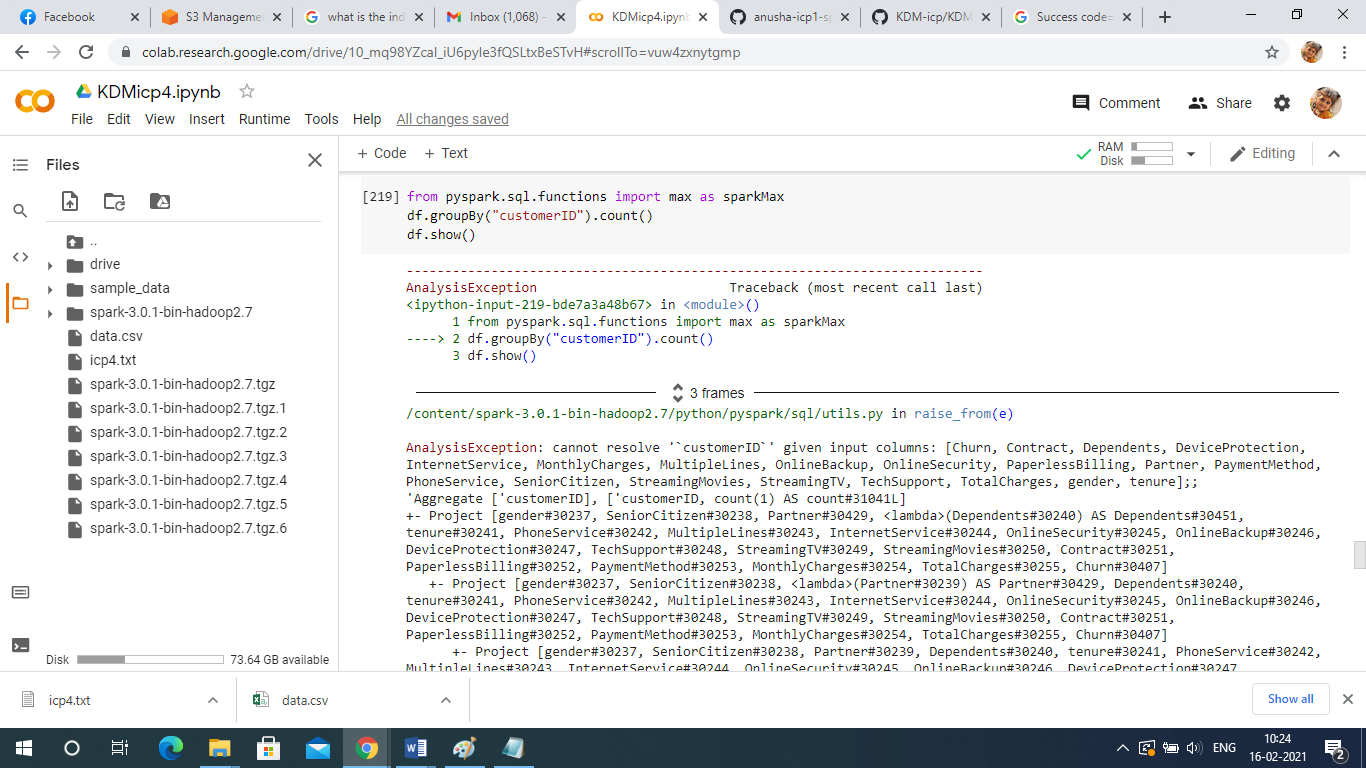 Facebook
S3 Managemen
what is the ind
Inbox (1,068) -
KDMicp4.ipynb
anusha-icp1-sp
KDM-icp/KDM
Success code=
colab.research.google.com/drive/10_mq98YZcal_iU6pyle3fQSLtxBeSTvH#scrollTo=vuw4zxnytgmp
KDMicp4.ipynb
File Edit View Insert Runtime Tools Help All changes saved
Comment
Share
Files
+ Code + Text
RAM
Disk
Editing
..
drive
sample_data
spark-3.0.1-bin-hadoop2.7
data.csv
icp4.txt
spark-3.0.1-bin-hadoop2.7.tgz
spark-3.0.1-bin-hadoop2.7.tgz.1
spark-3.0.1-bin-hadoop2.7.tgz.2
spark-3.0.1-bin-hadoop2.7.tgz.3
spark-3.0.1-bin-hadoop2.7.tgz.4
spark-3.0.1-bin-hadoop2.7.tgz.5
spark-3.0.1-bin-hadoop2.7.tgz.6
Disk 73.64 GB available
[219] from pyspark.sql.functions import max as sparkMax
df.groupBy("customerID").count()
df.show()
---------------------------------------------------------------------------
AnalysisException Traceback (most recent call last)
<ipython-input-219-bde7a3a48b67> in <module>()
1 from pyspark.sql.functions import max as sparkMax
----> 2 df.groupBy("customerID").count()
3 df.show()
3 frames
/content/spark-3.0.1-bin-hadoop2.7/python/pyspark/sql/utils.py in raise_from(e)
AnalysisException: cannot resolve '`customerID`' given input columns: [Churn, Contract, Dependents, DeviceProtection,
InternetService, MonthlyCharges, MultipleLines, OnlineBackup, OnlineSecurity, PaperlessBilling, Partner, PaymentMethod,
PhoneService, SeniorCitizen, StreamingMovies, StreamingTV, TechSupport, TotalCharges, gender, tenure];;
'Aggregate ['customerID], ['customerID, count(1) AS count#31041L]
+- Project [gender#30237, SeniorCitizen#30238, Partner#30429, <lambda>(Dependents#30240) AS Dependents#30451,
tenure#30241, PhoneService#30242, MultipleLines#30243, InternetService#30244, OnlineSecurity#30245, OnlineBackup#30246,
DeviceProtection#30247, TechSupport#30248, StreamingTV#30249, StreamingMovies#30250, Contract#30251,
PaperlessBilling#30252, PaymentMethod#30253, MonthlyCharges#30254, TotalCharges#30255, Churn#30407]
+- Project [gender#30237, SeniorCitizen#30238, <lambda>(Partner#30239) AS Partner#30429, Dependents#30240,
tenure#30241, PhoneService#30242, MultipleLines#30243, InternetService#30244, OnlineSecurity#30245, OnlineBackup#30246,
DeviceProtection#30247, TechSupport#30248, StreamingTV#30249, StreamingMovies#30250, Contract#30251,
PaperlessBilling#30252, PaymentMethod#30253, MonthlyCharges#30254, TotalCharges#30255, Churn#30407]
+- Project [gender#30237, SeniorCitizen#30238, Partner#30239, Dependents#30240, tenure#30241, PhoneService#30242,
MultipleLines#30243, InternetService#30244, OnlineSecurity#30245, OnlineBackup#30246, DeviceProtection#30247,
icp4.txt
data.csv
Show all
ENG
10:24
16-02-2021
2